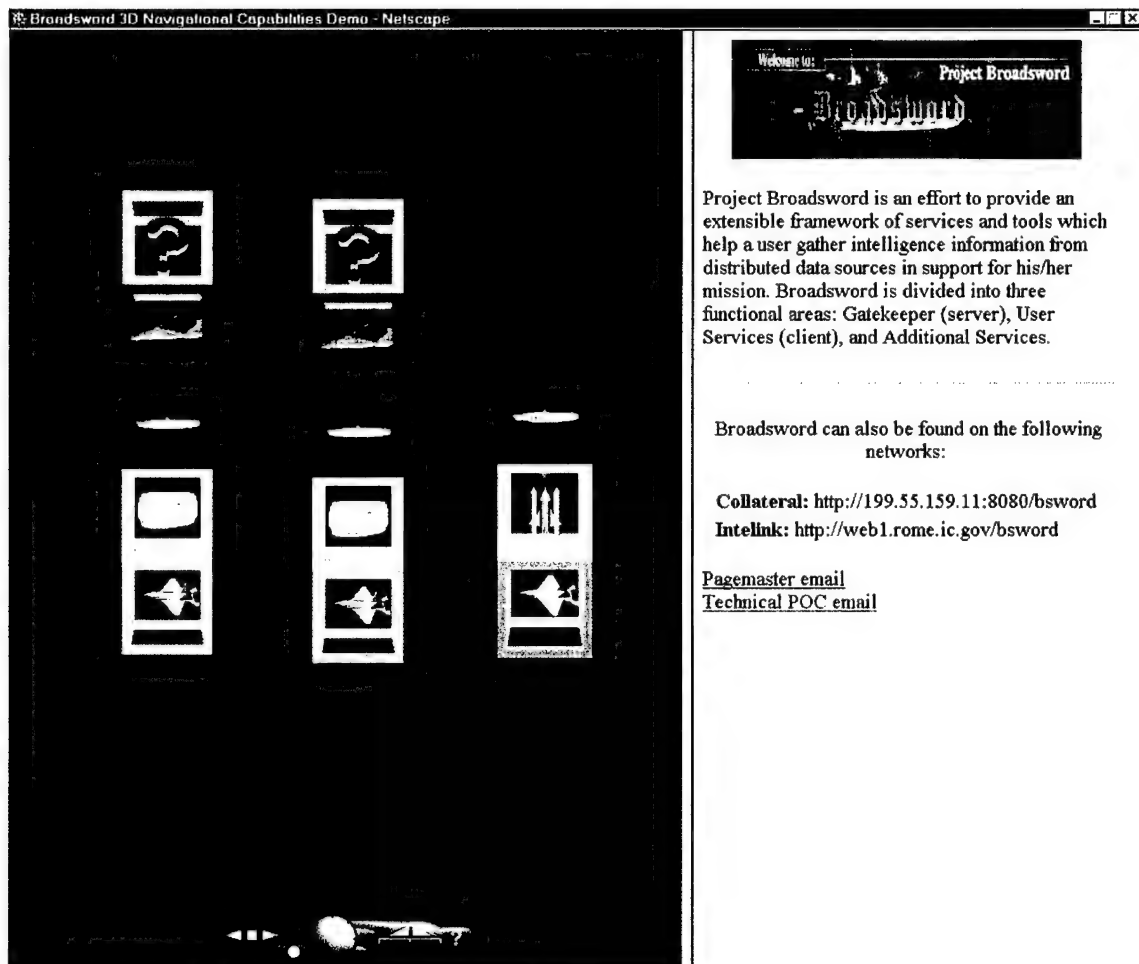 Broadsword 3D Navigational Capabilities Demo - Netscape
Welcome to:
Project Broadsword
Broadsword
Project Broadsword is an effort to provide an
extensible framework of services and tools which
help a user gather intelligence information from
distributed data sources in support for his/her
mission. Broadsword is divided into three
functional areas: Gatekeeper (server), User
Services (client), and Additional Services.
Broadsword can also be found on the following
networks:
Collateral: http://199.55.159.11:8080/bsword
Intelink: http://web1.rome.ic.gov/bsword
Pagemaster email
Technical POC email
?